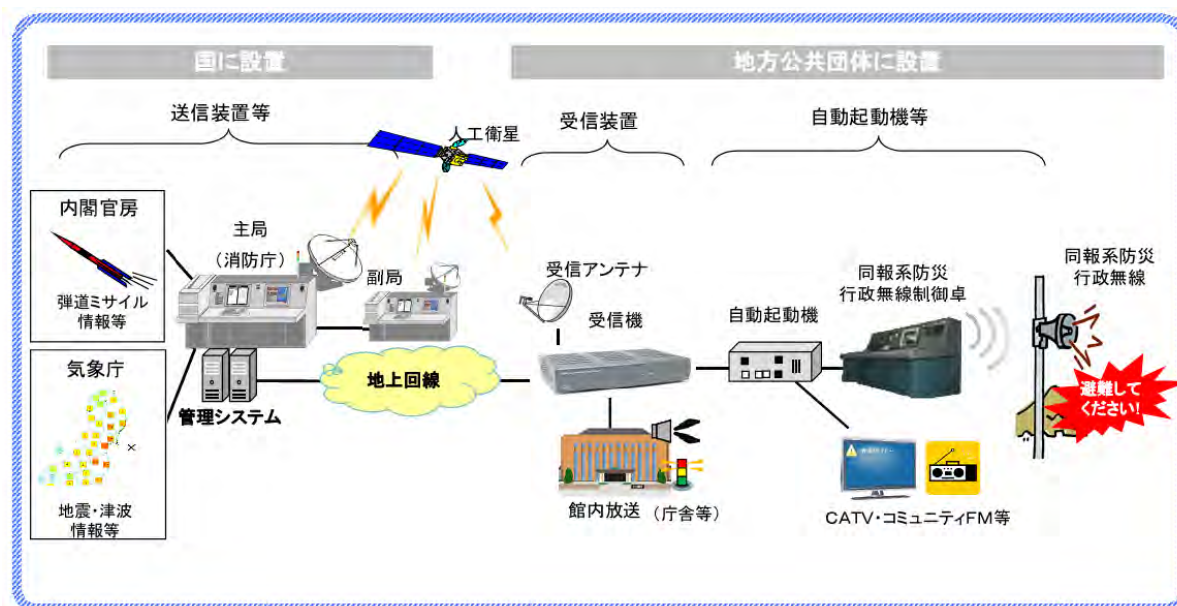 国に設置
地方公共団体に設置
送信装置等
人工衛星
受信装置
自動起動機等
内閣官房
弾道ミサイル
情報等
主局
(消防庁)
副局
受信アンテナ
受信機
自動起動機
同報系防災
行政無線制御卓
同報系防災
行政無線
避難して
ください!
気象庁
地震・津波
情報等
管理システム
地上回線
館内放送
(庁舎等)
CATV・コミュニティFM等